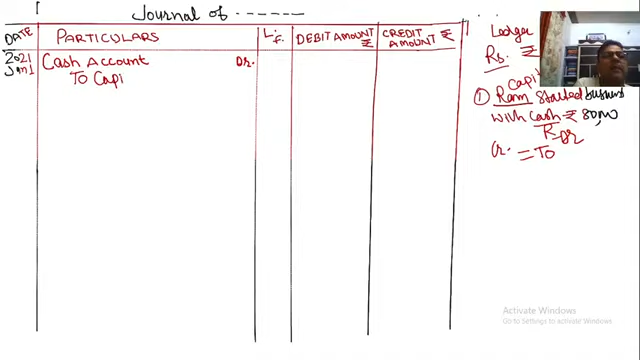 Journal of -------
DATE PARTICULARS L.F. DEBIT AMOUNT ₹ CREDIT AMOUNT ₹
2021
Jan 1 Cash Account Dr.
To Capi
Ledger
Rs. ₹
Capi
① Ram started business
with cash = ₹ 80,000
R Dr
Cr. = To
Activate Windows
Go to Settings to activate Windows.